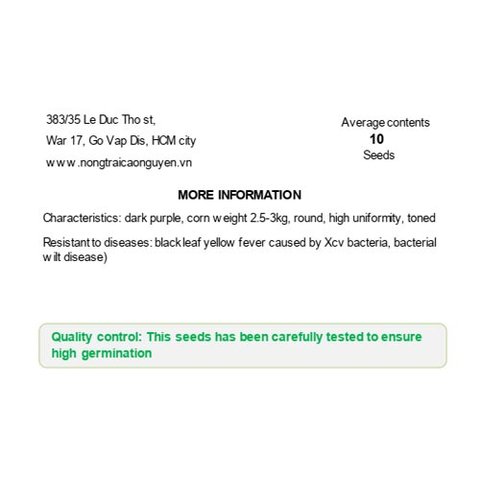 383/35 Le Duc Tho st,
War 17, Go Vap Dis, HCM city
www.nongtraicaonguyen.vn
Average contents
10
Seeds
MORE INFORMATION
Characteristics: dark purple, corn weight 2.5-3kg, round, high uniformity, toned
Resistant to diseases: black leaf yellow fever caused by Xcv bacteria, bacterial
wilt disease)
Quality control: This seeds has been carefully tested to ensure
high germination